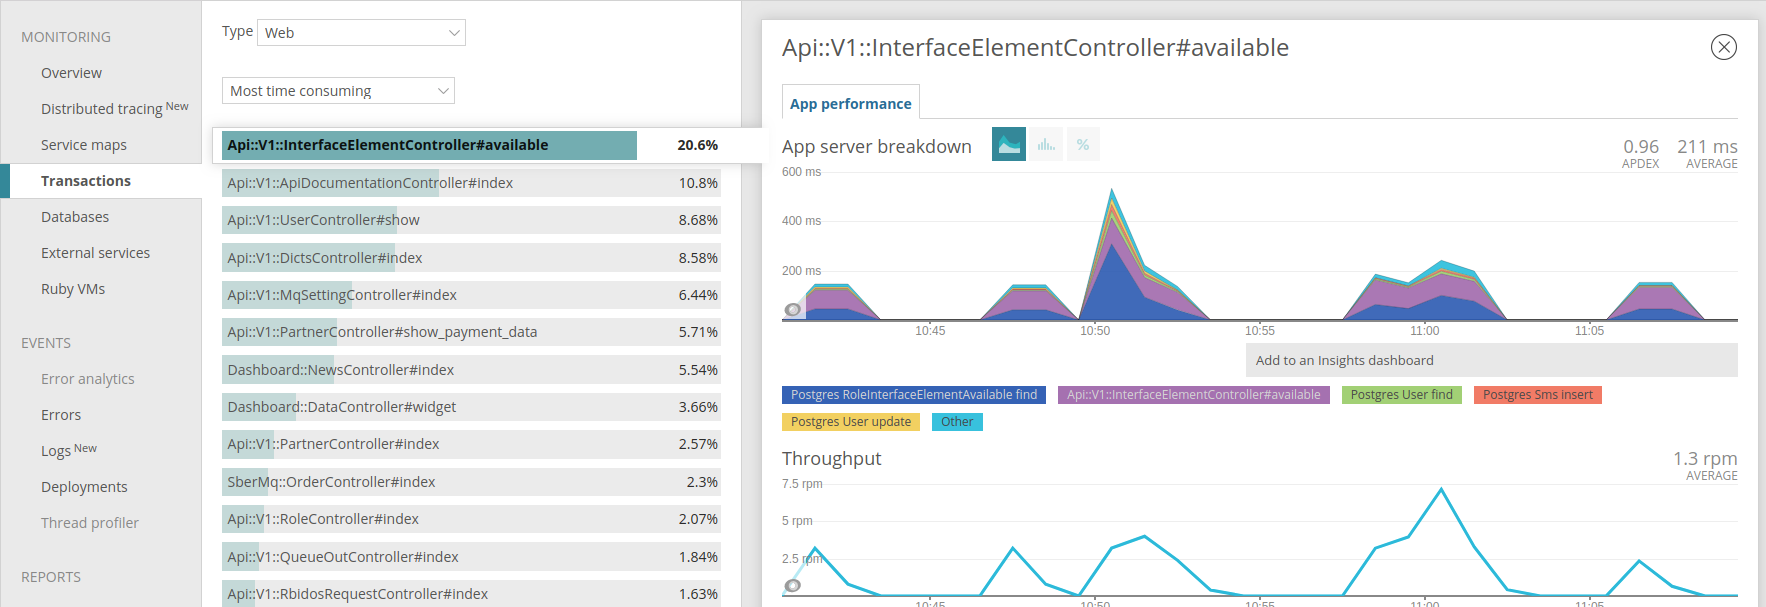 MONITORING
Overview
Distributed tracing New
Service maps
Transactions
Databases
External services
Ruby VMs
EVENTS
Error analytics
Errors
Logs New
Deployments
Thread profiler
REPORTS
Type Web
Most time consuming
Api::V1::InterfaceElementController#available 20.6%
Api::V1::ApiDocumentationController#index 10.8%
Api::V1::UserController#show 8.68%
Api::V1::DictsController#index 8.58%
Api::V1::MqSettingController#index 6.44%
Api::V1::PartnerController#show_payment_data 5.71%
Dashboard::NewsController#index 5.54%
Dashboard::DataController#widget 3.66%
Api::V1::PartnerController#index 2.57%
SberMq::OrderController#index 2.3%
Api::V1::RoleController#index 2.07%
Api::V1::QueueOutController#index 1.84%
Api::V1::RbidosRequestController#index 1.63%
Api::V1::InterfaceElementController#available
App performance
App server breakdown %
0.96 211 ms
APDEX AVERAGE
600 ms
400 ms
200 ms
10:45 10:50 10:55 11:00 11:05
Add to an Insights dashboard
Postgres RoleInterfaceElementAvailable find Api::V1::InterfaceElementController#available Postgres User find Postgres Sms insert
Postgres User update Other
Throughput 1.3 rpm
AVERAGE
7.5 rpm
5 rpm
2.5 rpm
10:45 10:50 10:55 11:00 11:05